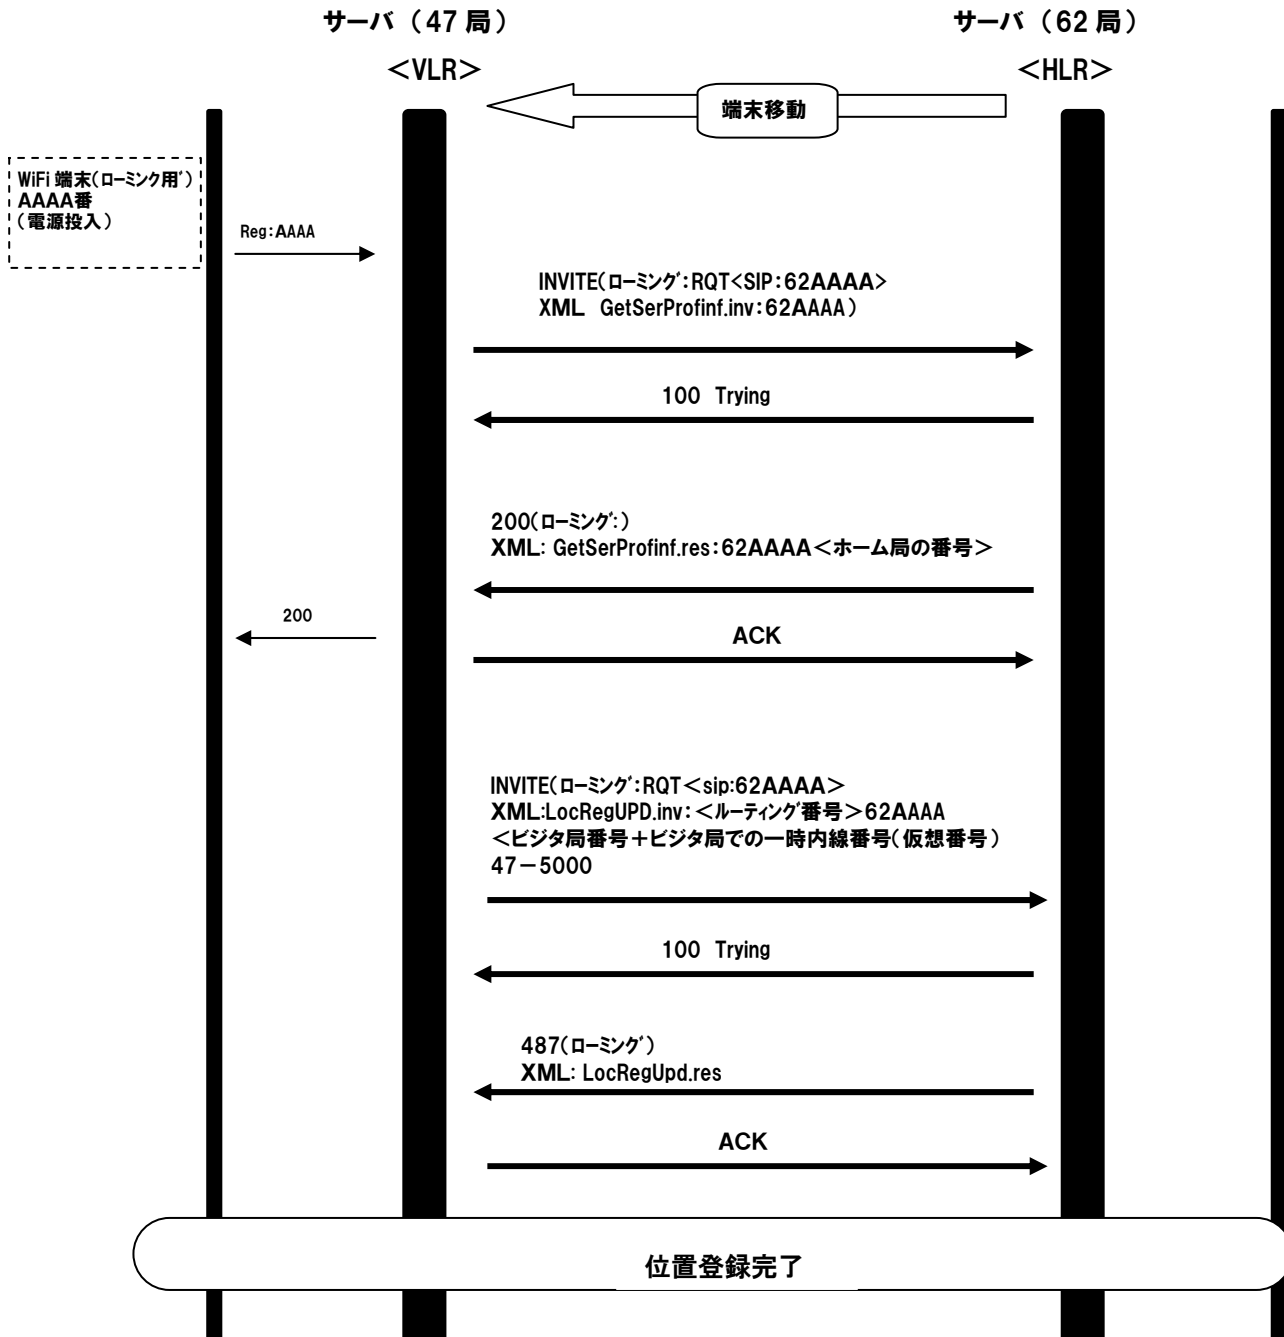 サーバ（47局） サーバ（62局）
＜VLR＞ ＜HLR＞
端末移動
WiFi 端末(ﾛｰﾐﾝｸ用ﾞ)
AAAA番
（電源投入）
Reg：AAAA
INVITE(ﾛｰﾐﾝｸﾞ：RQT<SIP：62AAAA>
XML　GetSerProfinf.inv：62AAAA）
100　Trying
200(ﾛｰﾐﾝｸﾞ:)
XML: GetSerProfinf.res：62AAAA＜ホーム局の番号＞
200
ACK
INVITE(ﾛｰﾐﾝｸﾞ：RQT＜sip:62AAAA＞
XML:LocRegUPD.inv：＜ﾙｰﾃｨﾝｸﾞ番号＞62AAAA
＜ビジタ局番号＋ビジタ局での一時内線番号(仮想番号）
47－5000
100　Trying
487(ﾛｰﾐﾝｸﾞ)
XML: LocRegUpd.res
ACK
位置登録完了